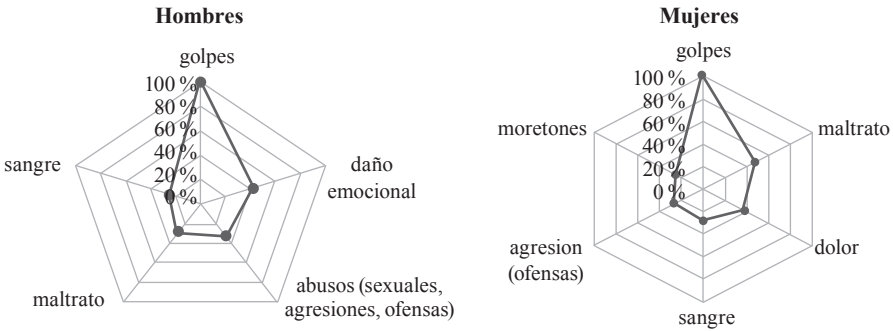 Hombres
golpes
100 %
80 %
60 %
40 %
20 %
0 %
sangre
daño
emocional
maltrato
abusos (sexuales,
agresiones, ofensas)
Mujeres
golpes
100 %
80 %
60 %
40 %
20 %
0 %
moretones
maltrato
agresion
(ofensas)
dolor
sangre